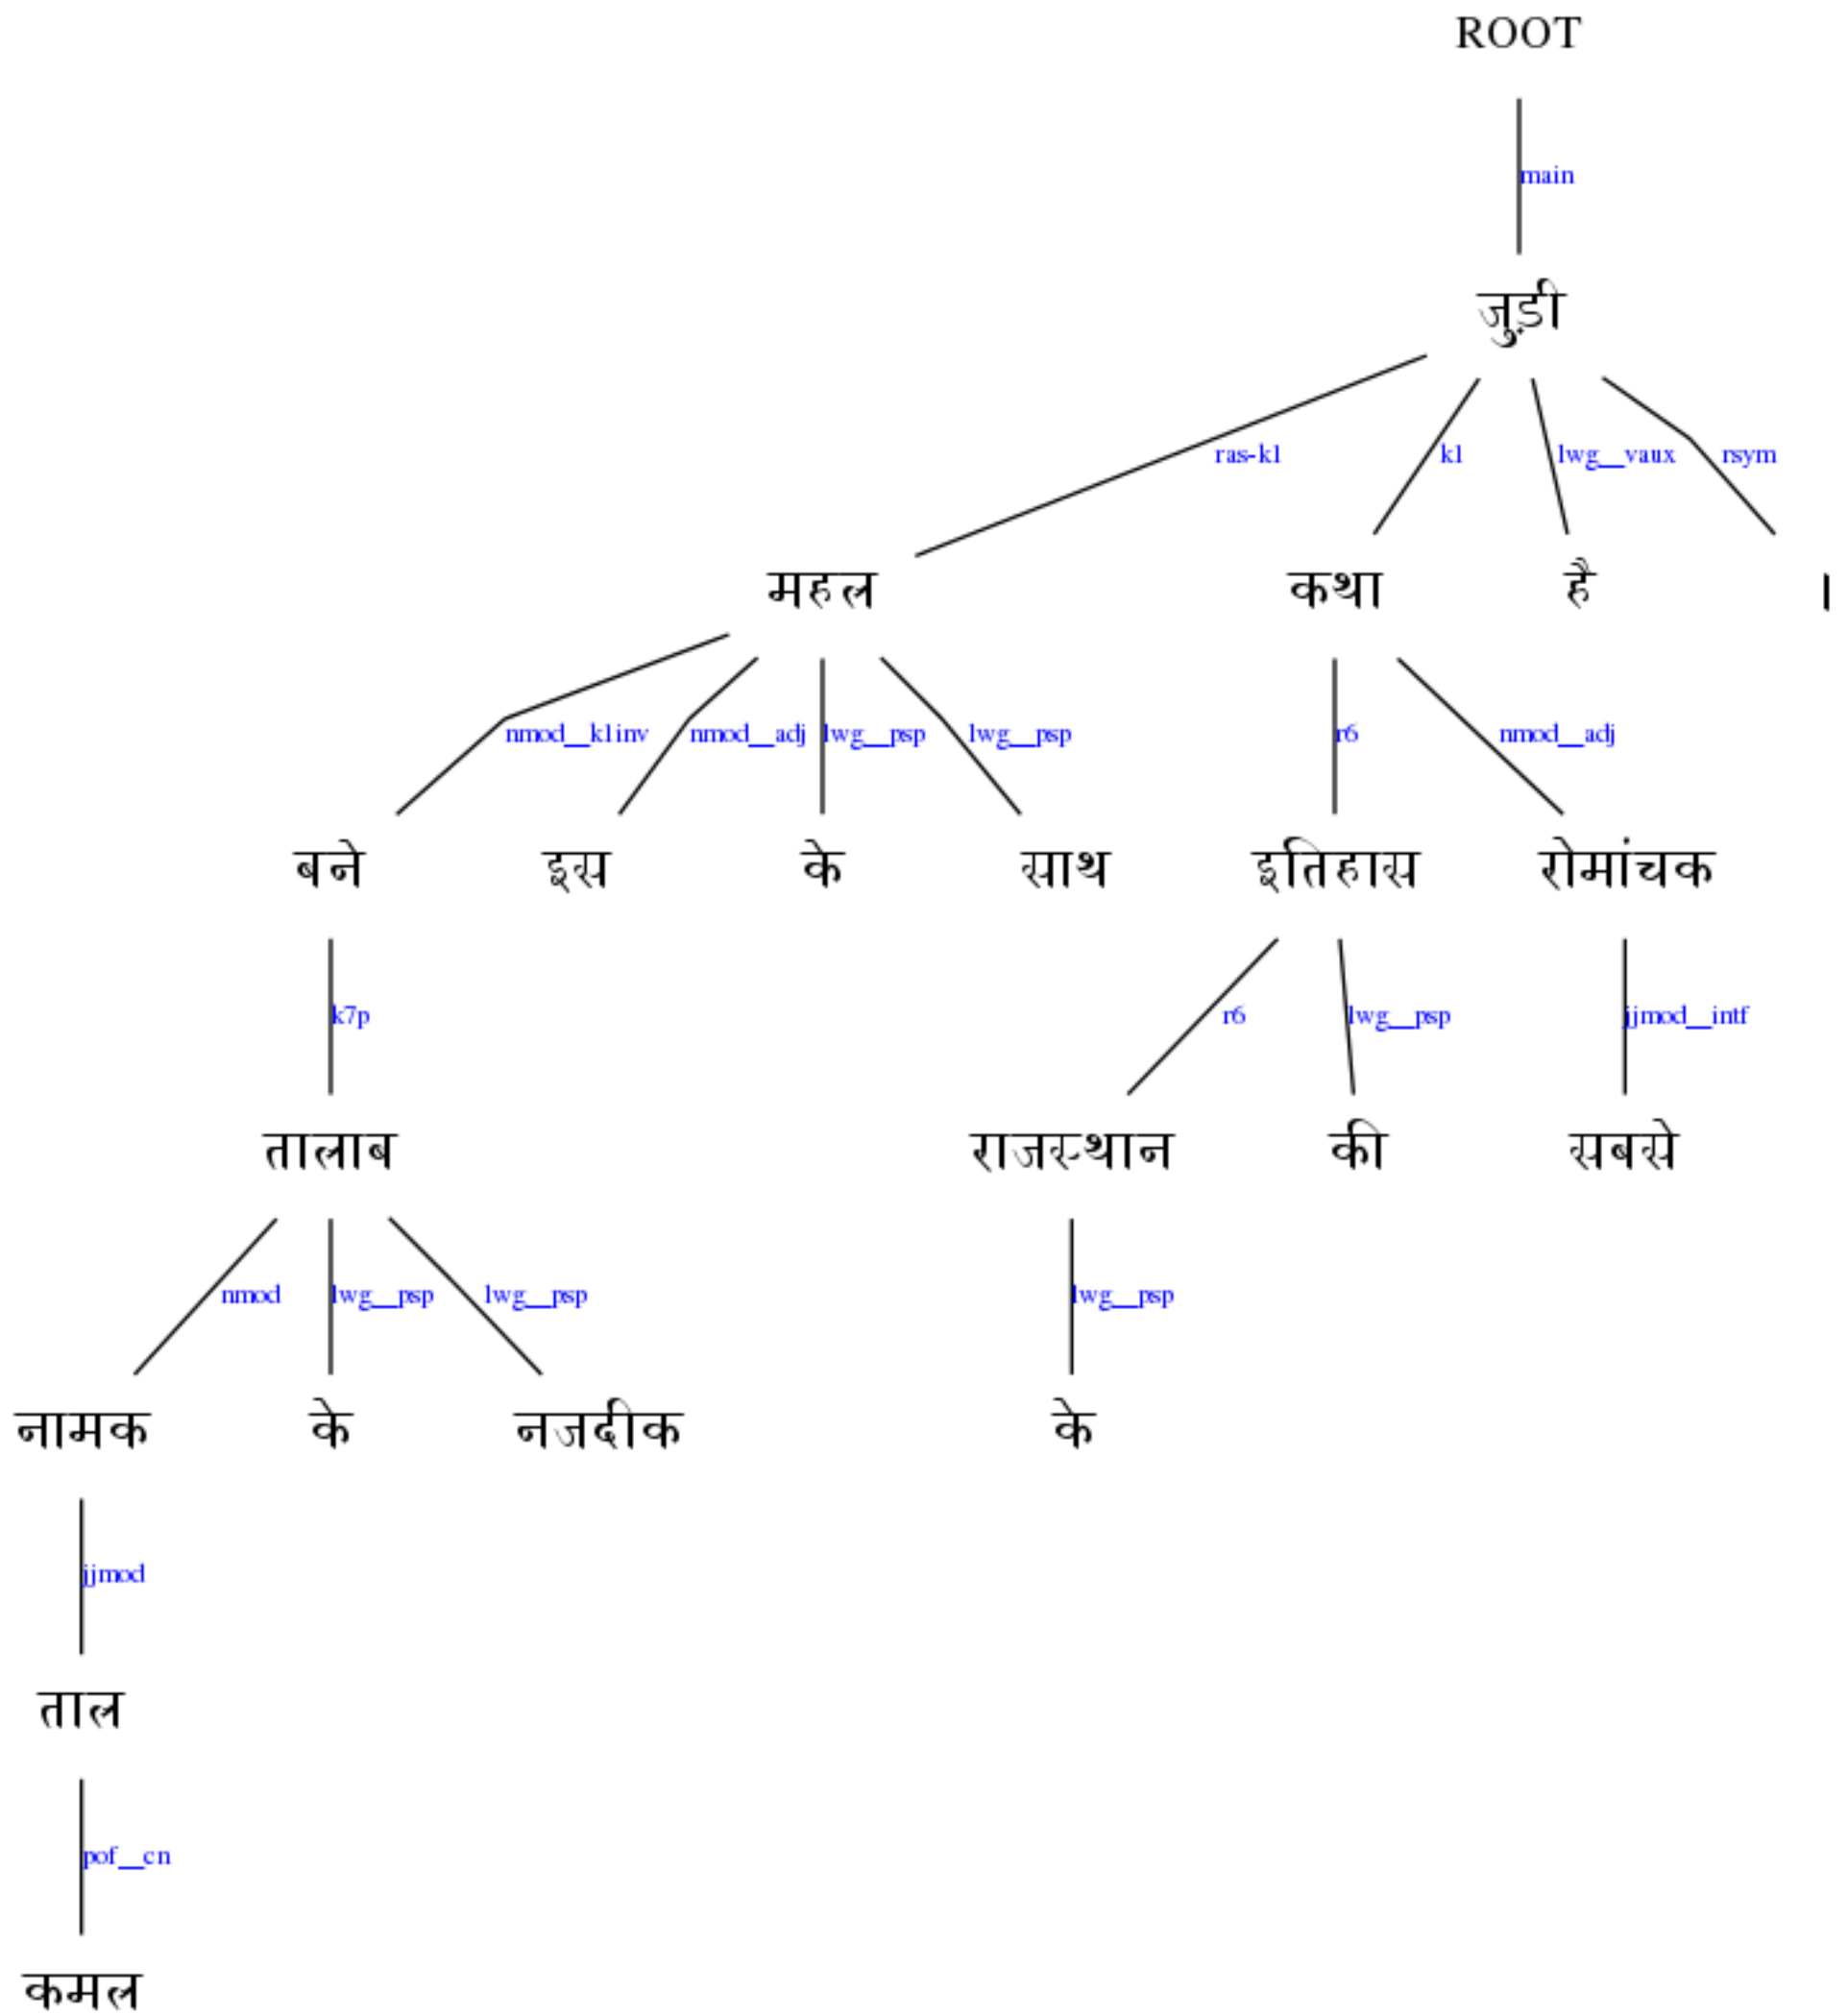 ROOT
main
जुड़ी
ras-k1 k1 lwg__vaux rsym
महल कथा है ।
nmod__k1inv nmod__adj lwg__psp lwg__psp r6 nmod__adj
बने इस के साथ इतिहास रोमांचक
k7p r6 lwg__psp jjmod__intf
तालाब राजस्थान की सबसे
nmod lwg__psp lwg__psp lwg__psp
नामक के नजदीक के
jjmod
ताल
pof__cn
कमल